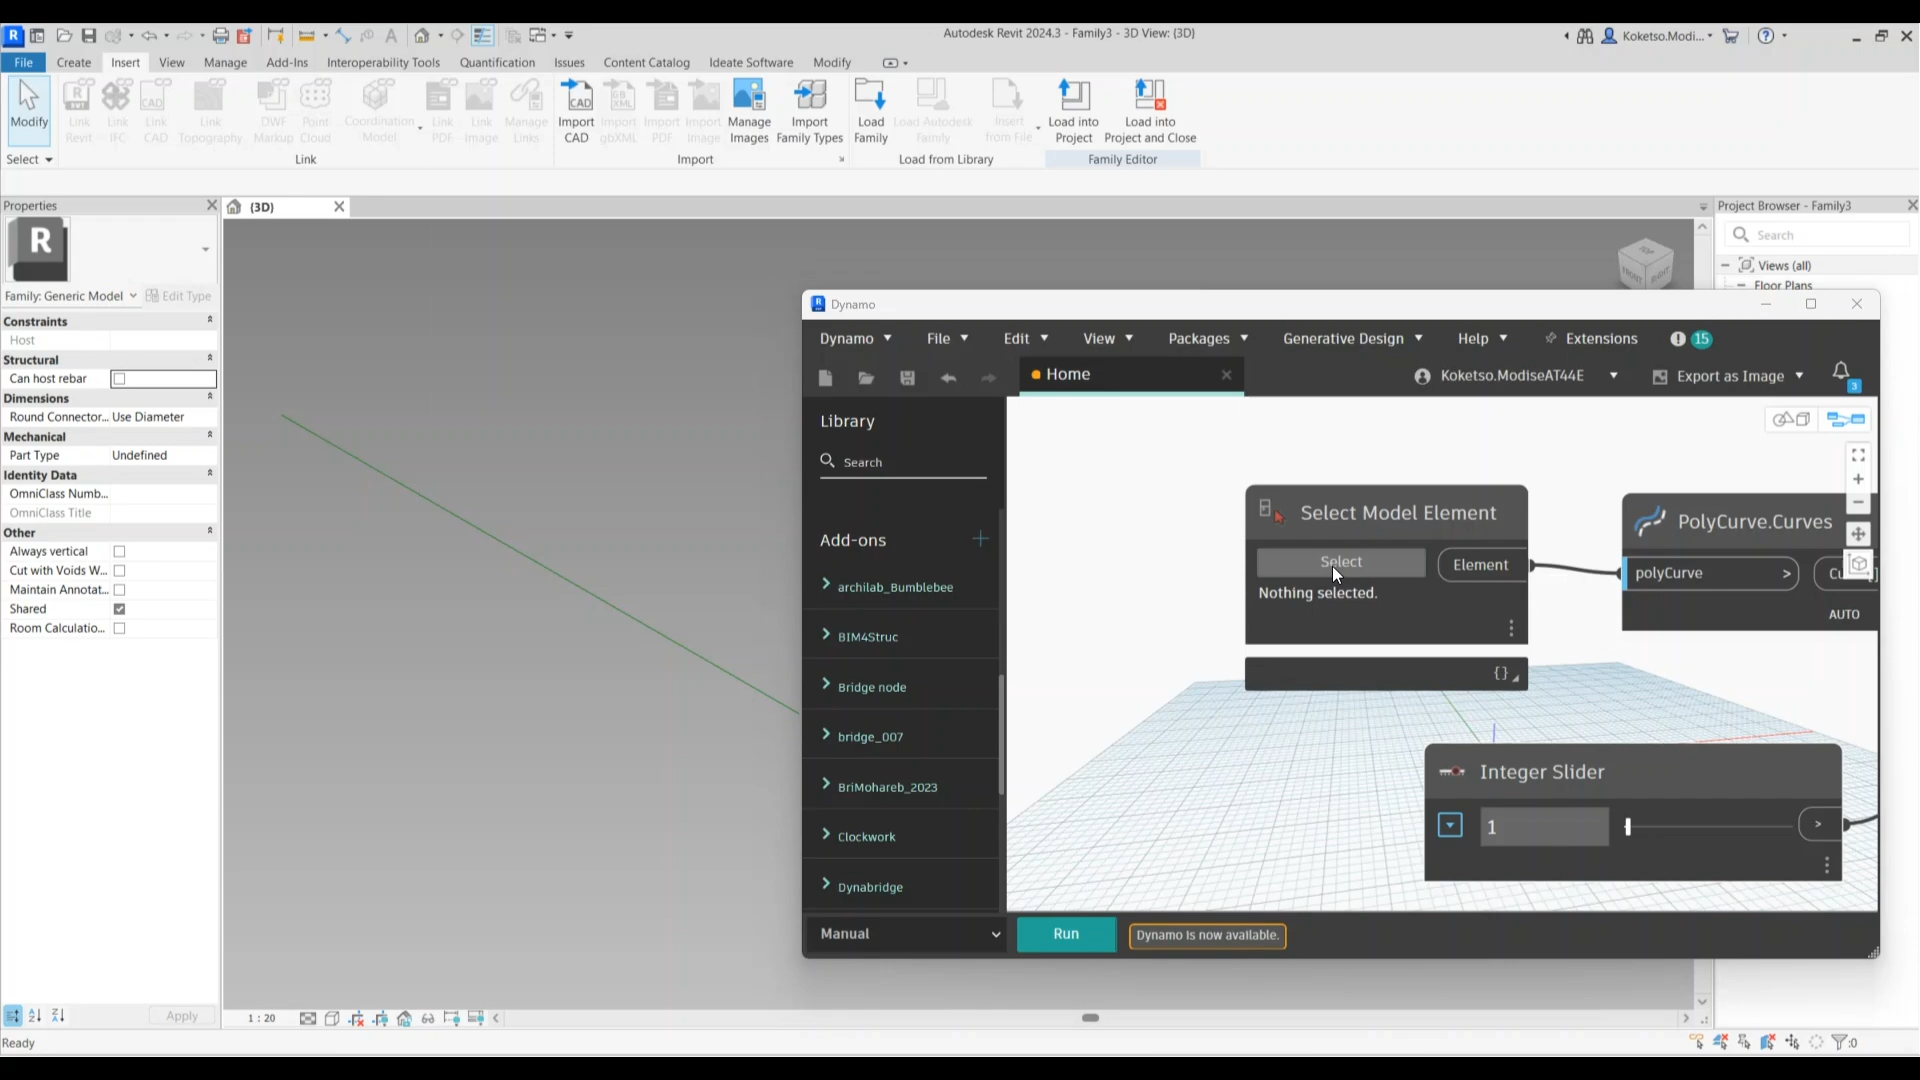 Autodesk Revit 2024.3 - Family3 - 3D View: {3D}
Koketso.Modi...
File Create Insert View Manage Add-Ins Interoperability Tools Quantification Issues Content Catalog Ideate Software Modify
Modify
Link Revit
Link IFC
Link CAD
Link Topography
DWF Markup
Point Cloud
Coordination Model
Link PDF
Link Image
Manage Links
Import CAD
Import gbXML
Import PDF
Import Image
Manage Images
Import Family Types
Load Family
Load Autodesk Family
Insert from File
Load into Project
Load into Project and Close
Select
Link
Import
Load from Library
Family Editor
Properties
{3D}
Project Browser - Family3
R
Search
Family: Generic Model
Edit Type
Views (all)
Floor Plans
TOP
FRONT
RIGHT
Constraints
Host
Structural
Can host rebar
Dimensions
Round Connector... Use Diameter
Mechanical
Part Type Undefined
Identity Data
OmniClass Numb...
OmniClass Title
Other
Always vertical
Cut with Voids W...
Maintain Annotat...
Shared
Room Calculatio...
Apply
Dynamo
Dynamo File Edit View Packages Generative Design Help Extensions 15
Home
Koketso.ModiseAT44E
Export as Image
3
Library
Search
Add-ons
archilab_Bumblebee
BIM4Struc
Bridge node
bridge_007
BriMohareb_2023
Clockwork
Dynabridge
Select Model Element
Select
Element
Nothing selected.
{}
PolyCurve.Curves
polyCurve >
AUTO
Integer Slider
1
>
Manual
Run
Dynamo is now available.
1 : 20
Ready
:0